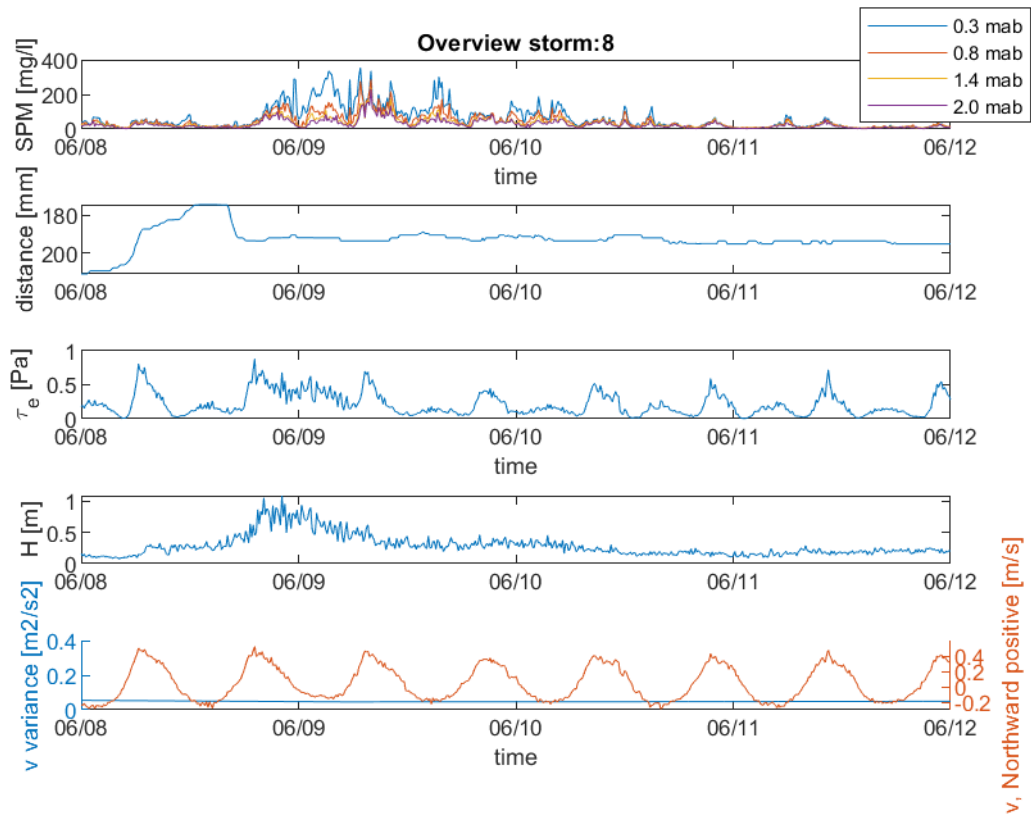 Overview storm:8
0.3 mab
0.8 mab
1.4 mab
2.0 mab
SPM [mg/l]
400
200
0
06/08 06/09 06/10 06/11 06/12
time
distance [mm]
180
200
06/08 06/09 06/10 06/11 06/12
τe [Pa]
1
0.5
0
06/08 06/09 06/10 06/11 06/12
time
H [m]
1
0.5
0
06/08 06/09 06/10 06/11 06/12
v variance [m2/s2]
0.4
0.2
0
06/08 06/09 06/10 06/11 06/12
time
0.4
0.2
0
-0.2
v, Northward positive [m/s]